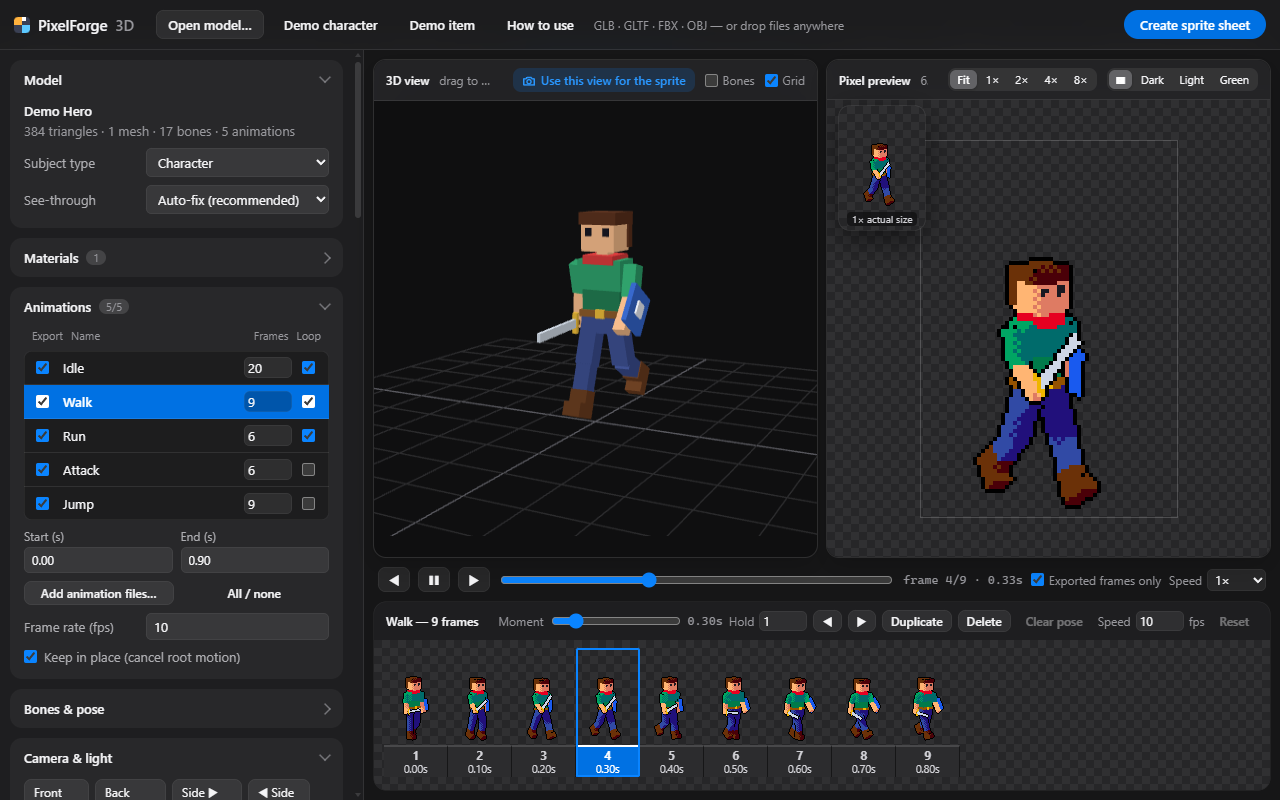 PixelForge 3D
Open model...
Demo character
Demo item
How to use
GLB · GLTF · FBX · OBJ — or drop files anywhere
Create sprite sheet
Model
Demo Hero
384 triangles · 1 mesh · 17 bones · 5 animations
Subject type
Character
See-through
Auto-fix (recommended)
Materials 1
Animations 5/5
Export Name Frames Loop
Idle 20
Walk 9
Run 6
Attack 6
Jump 9
Start (s) End (s)
0.00 0.90
Add animation files...
All / none
Frame rate (fps) 10
Keep in place (cancel root motion)
Bones & pose
Camera & light
Front Back Side ▶ ◀ Side
3D view drag to ...
Use this view for the sprite
Bones
Grid
Pixel preview 6
Fit 1× 2× 4× 8×
Dark Light Green
1× actual size
frame 4/9 · 0.33s
Exported frames only
Speed 1×
Walk — 9 frames
Moment 0.30s
Hold 1
Duplicate
Delete
Clear pose
Speed 10 fps
Reset
1 2 3 4 5 6 7 8 9
0.00s 0.10s 0.20s 0.30s 0.40s 0.50s 0.60s 0.70s 0.80s